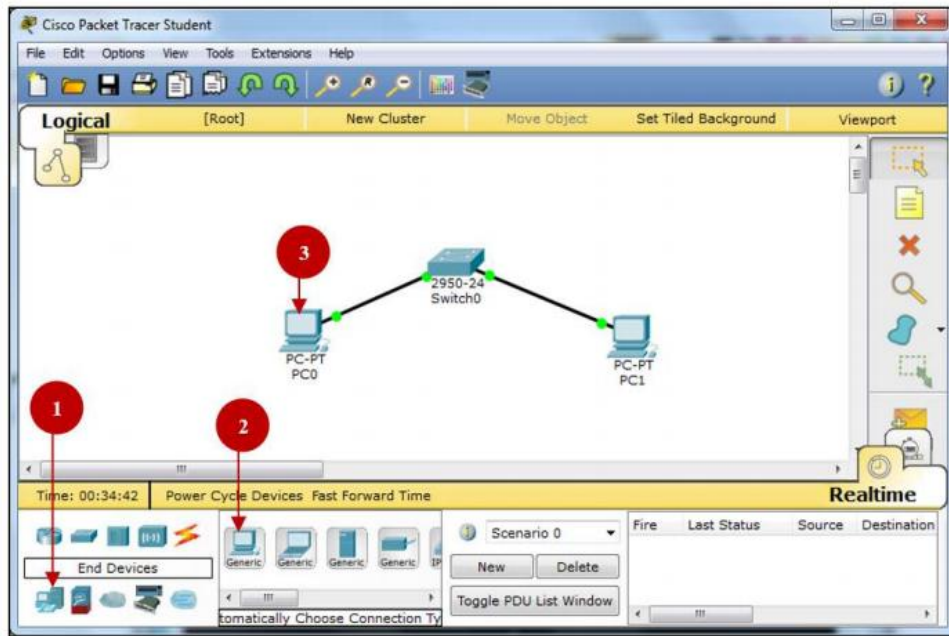 Cisco Packet Tracer Student
File Edit Options View Tools Extensions Help
Logical [Root] New Cluster Move Object Set Tiled Background Viewport
3
2950-24
Switch0
PC-PT
PC0
PC-PT
PC1
1
2
Time: 00:34:42 Power Cycle Devices Fast Forward Time Realtime
End Devices
Generic Generic Generic Generic IP
tomatically Choose Connection Ty
Scenario 0
New Delete
Toggle PDU List Window
Fire Last Status Source Destination